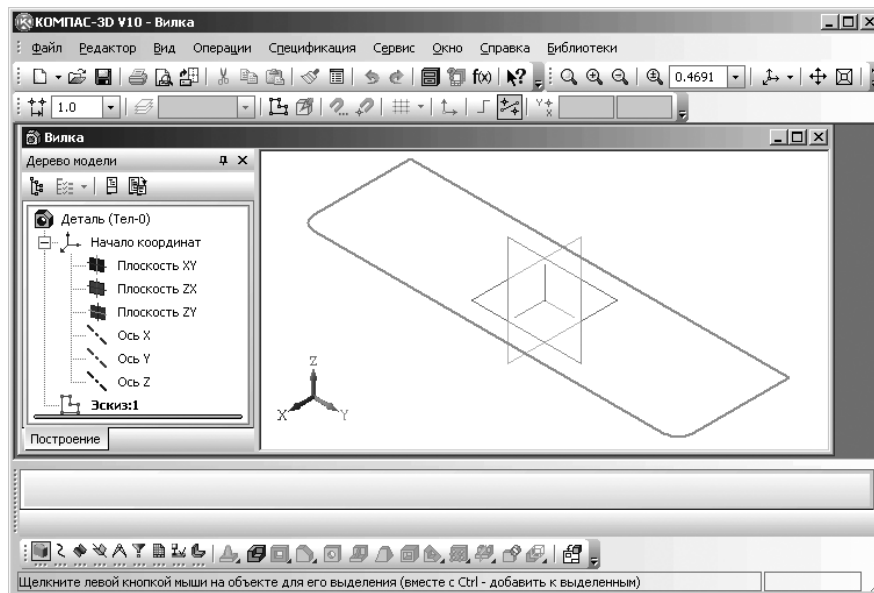 КОМПАС-3D V10 - Вилка
Файл Редактор Вид Операции Спецификация Сервис Окно Справка Библиотеки
f(x) 0.4691
1.0
Вилка
Дерево модели
Деталь (Тел-0)
Начало координат
Плоскость XY
Плоскость ZX
Плоскость ZY
Ось X
Ось Y
Ось Z
Эскиз:1
Построение
Z
X Y
Щелкните левой кнопкой мыши на объекте для его выделения (вместе с Ctrl - добавить к выделенным)